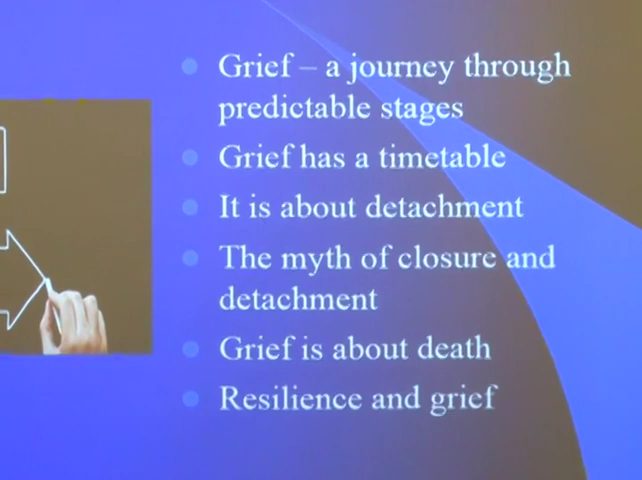 Grief – a journey through
predictable stages
Grief has a timetable
It is about detachment
The myth of closure and
detachment
Grief is about death
Resilience and grief